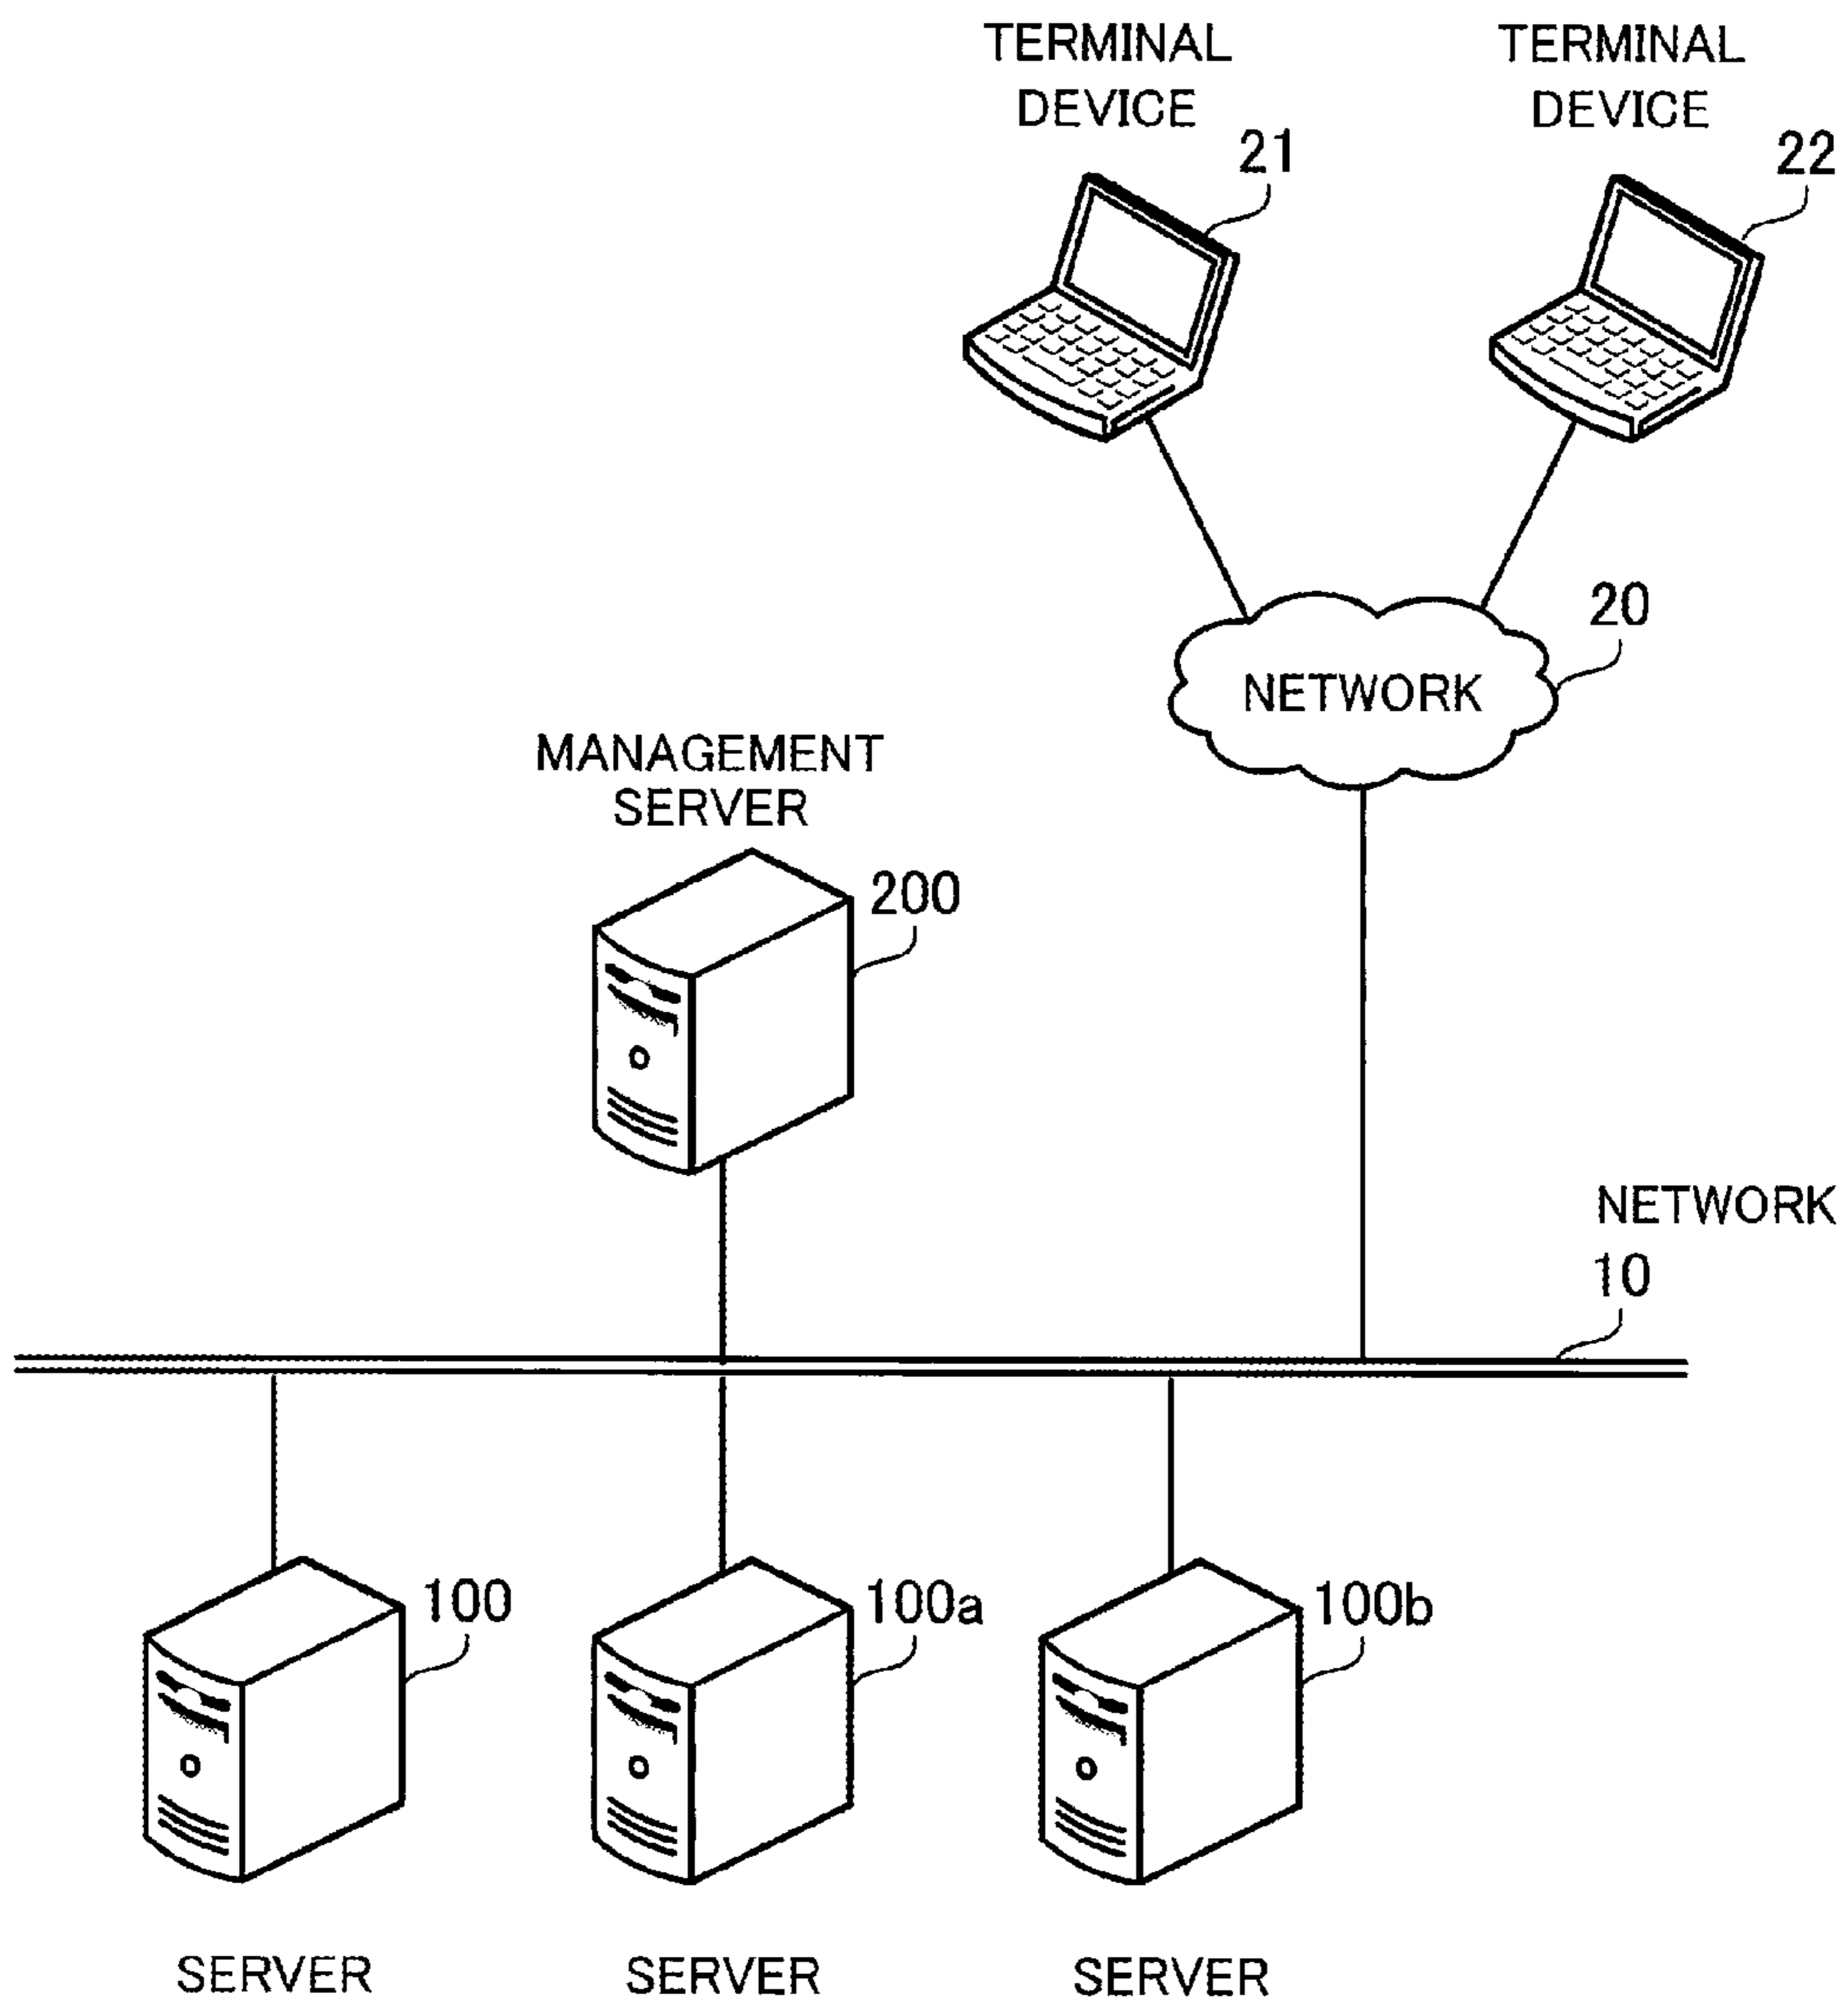 TERMINAL
DEVICE
21
TERMINAL
DEVICE
22
20
NETWORK
MANAGEMENT
SERVER
200
NETWORK
10
100
100a
100b
SERVER
SERVER
SERVER